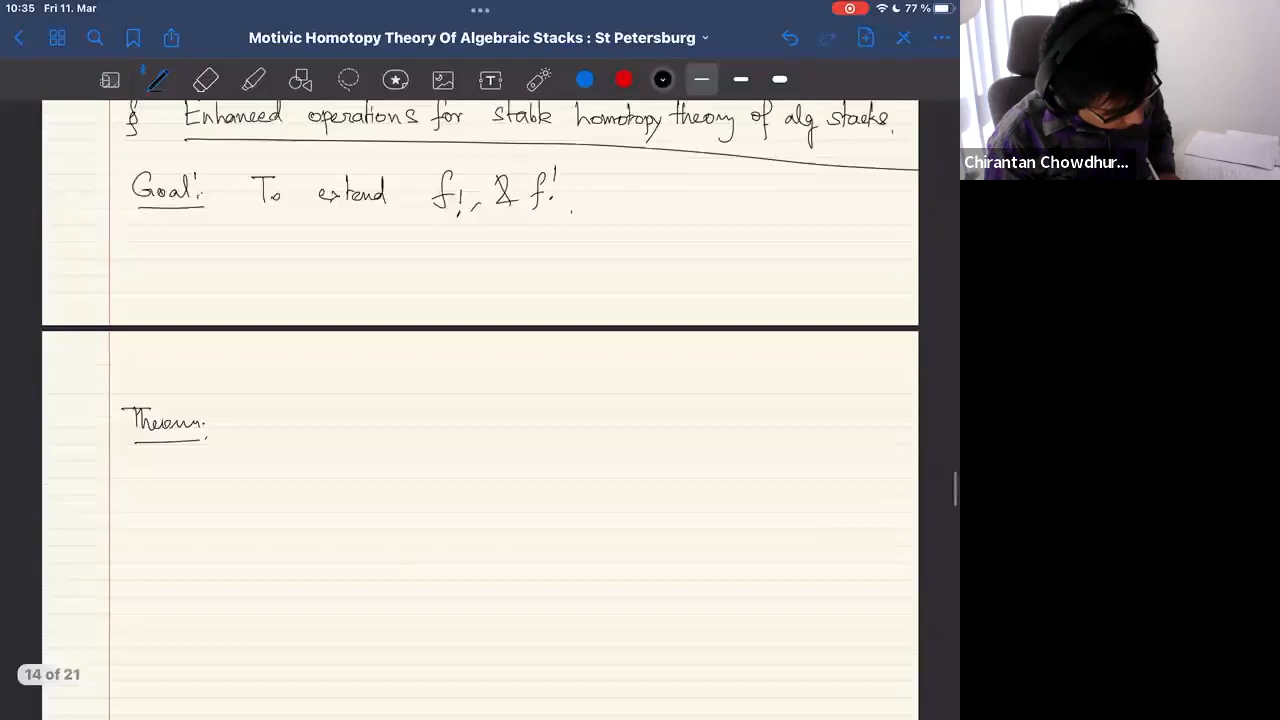 10:35 Fri 11. Mar
77 %
Motivic Homotopy Theory Of Algebraic Stacks : St Petersburg
§ Enhanced operations for stable homotopy theory of alg stacks.
Goal: To extend f!, & f!.
Theorem:
14 of 21
Chirantan Chowdhur...